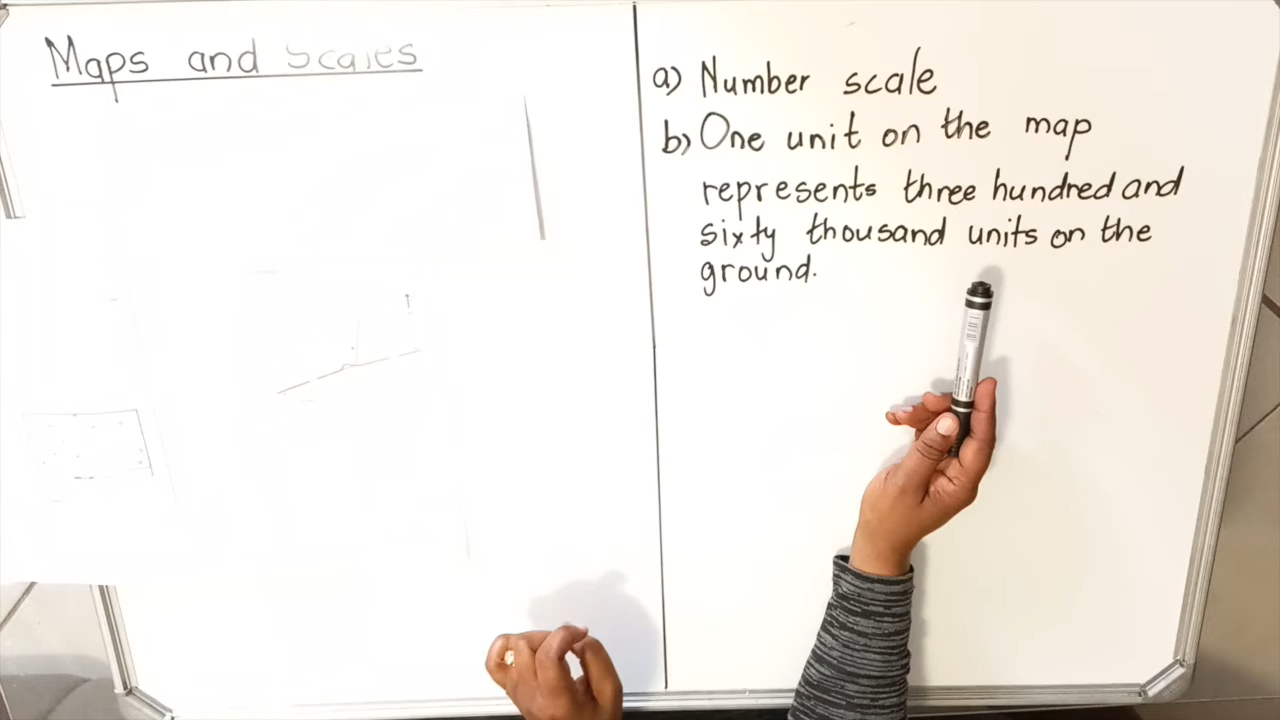 Maps and Scales
a) Number scale
b) One unit on the map
represents three hundred and
sixty thousand units on the
ground.